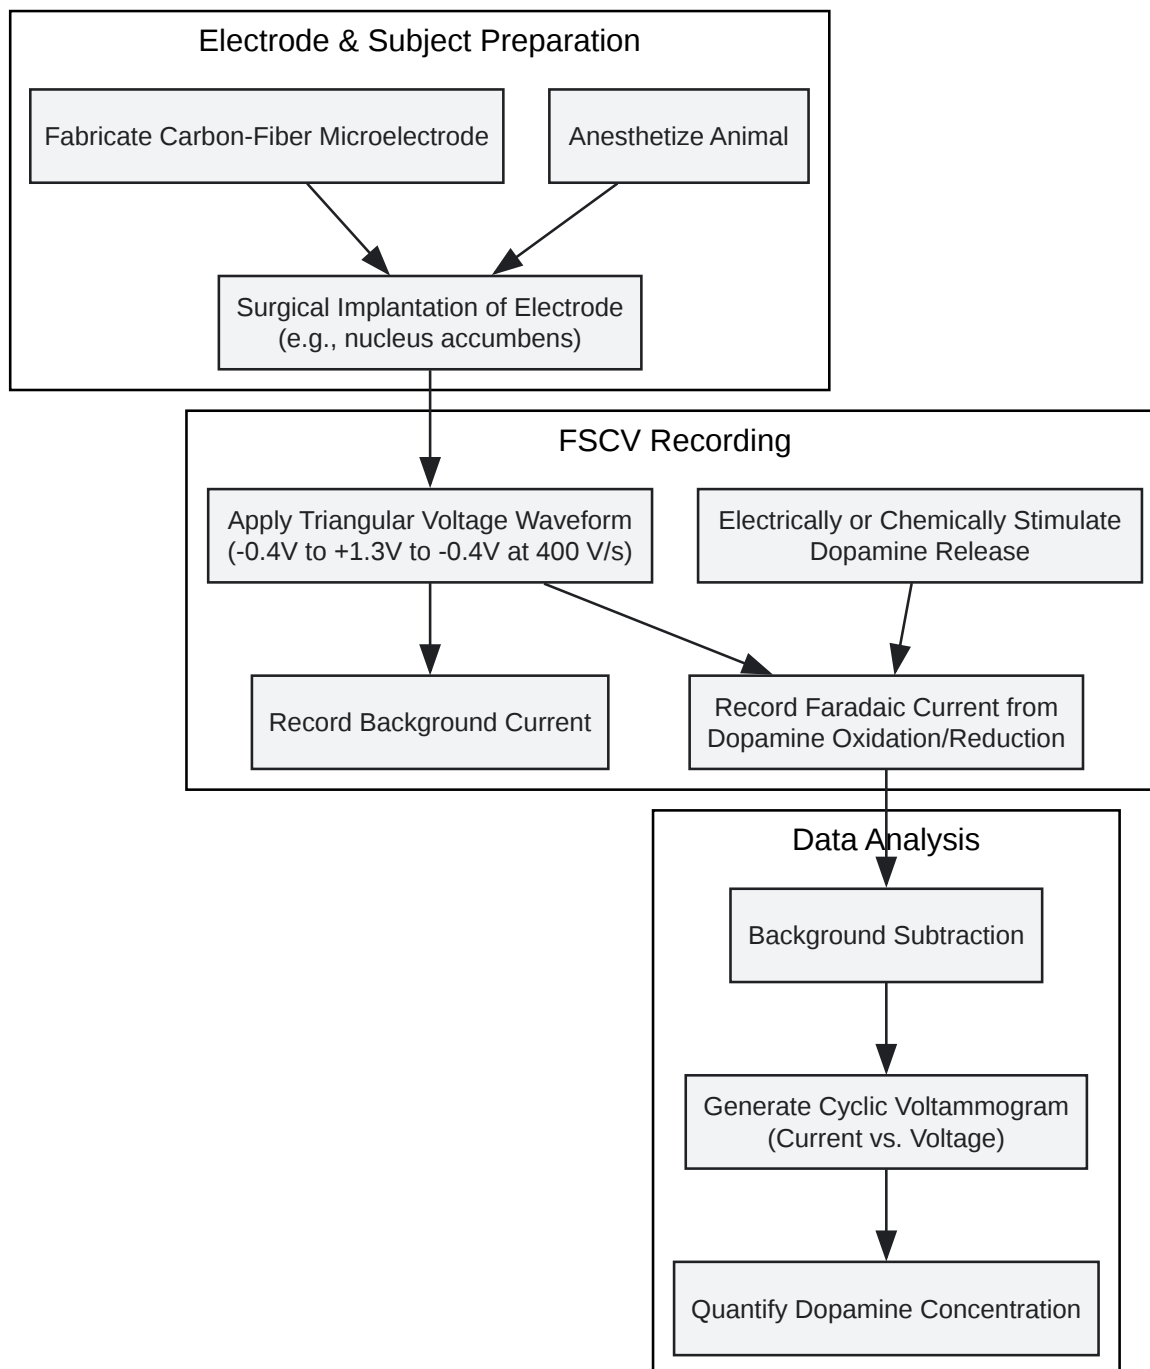 Electrode & Subject Preparation
Fabricate Carbon-Fiber Microelectrode
Anesthetize Animal
Surgical Implantation of Electrode
(e.g., nucleus accumbens)
FSCV Recording
Apply Triangular Voltage Waveform
(-0.4V to +1.3V to -0.4V at 400 V/s)
Electrically or Chemically Stimulate
Dopamine Release
Record Background Current
Record Faradaic Current from
Dopamine Oxidation/Reduction
Data Analysis
Background Subtraction
Generate Cyclic Voltammogram
(Current vs. Voltage)
Quantify Dopamine Concentration